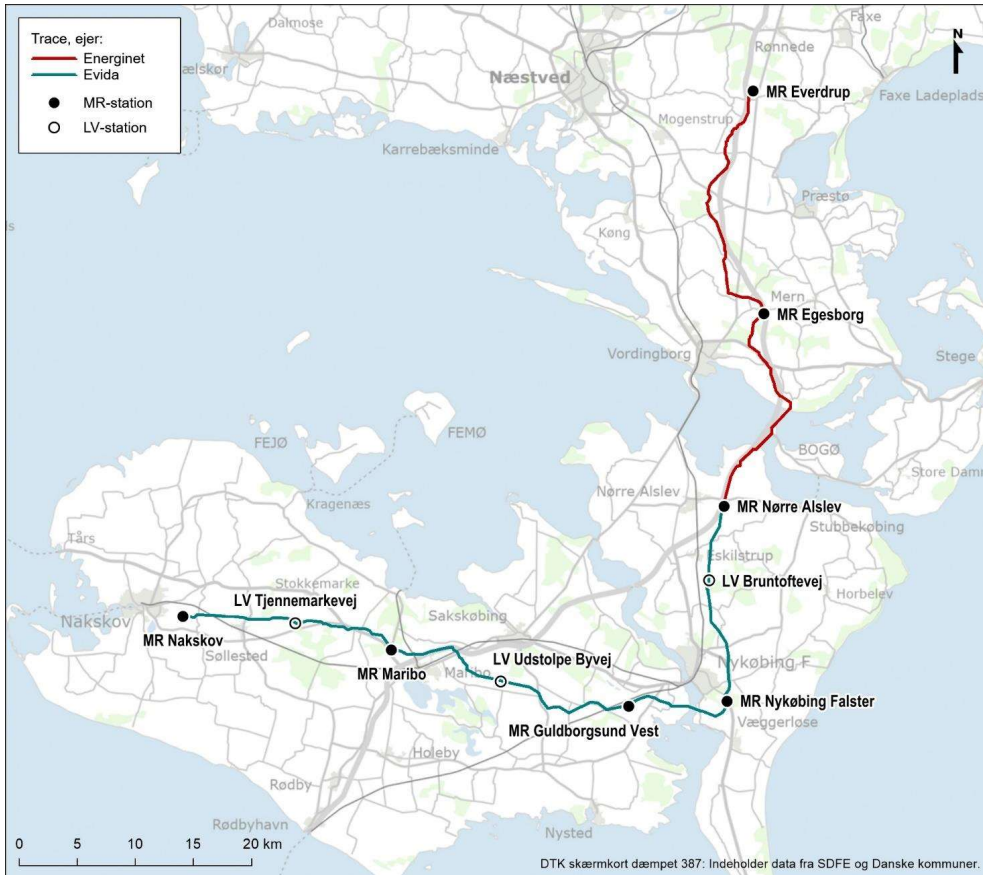 Trace, ejer:
Energinet
Evida
MR-station
LV-station
N
Dalmose
Næstved
Rønnede
Faxe
MR Everdrup
Faxe Ladeplads
Mogenstrup
Karrebæksminde
Præstø
Køng
Mern
MR Egesborg
Vordingborg
Stege
FEJØ
FEMØ
BOGØ
Store Damm
Kragenæs
Nørre Alslev
MR Nørre Alslev
Stubbekøbing
Tårs
Eskilstrup
Stokkemarke
LV Bruntoftevej
Horbelev
LV Tjennemarkevej
Sakskøbing
Nakskov
MR Nakskov
Søllested
LV Udstolpe Byvej
Nykøbing F
MR Maribo
Maribo
MR Nykøbing Falster
MR Guldborgsund Vest
Væggerløse
Holeby
Rødby
Rødbyhavn
Nysted
0 5 10 15 20 km
DTK skærmkort dæmpet 387: Indeholder data fra SDFE og Danske kommuner.